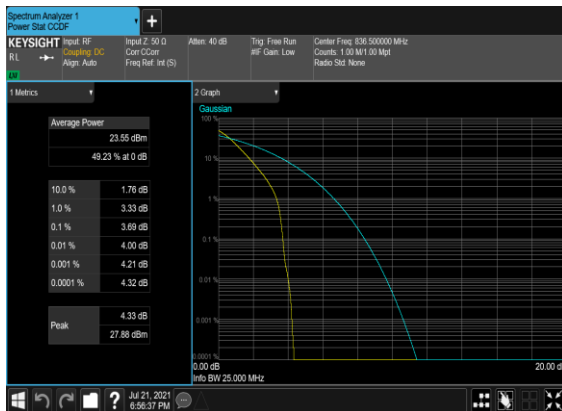 Spectrum Analyzer 1
Power Stat CCDF
KEYSIGHT
RL
Input: RF
Coupling: DC
Align: Auto
Input Z: 50 Ω
Corr CCorr
Freq Ref: Int (S)
Atten: 40 dB
Trig: Free Run
#IF Gain: Low
Center Freq: 836.500000 MHz
Counts: 1.00 M/1.00 Mpt
Radio Std: None
1 Metrics
Average Power
23.55 dBm
49.23 % at 0 dB
10.0 % 1.76 dB
1.0 % 3.33 dB
0.1 % 3.69 dB
0.01 % 4.00 dB
0.001 % 4.21 dB
0.0001 % 4.32 dB
Peak
4.33 dB
27.88 dBm
2 Graph
Gaussian
100 %
10 %
1 %
0.1 %
0.01 %
0.001 %
0.0001 %
0.00 dB
20.00 d
Info BW 25.000 MHz
?
Jul 21, 2021
6:56:37 PM